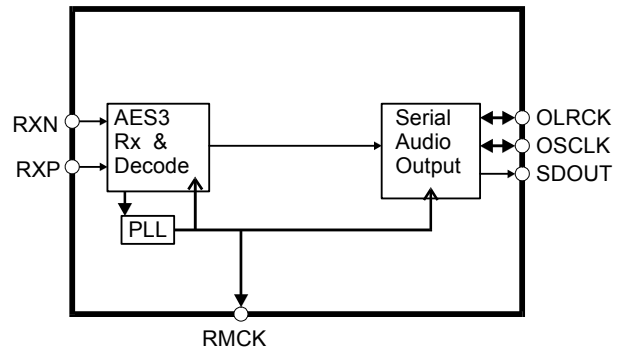 RXN
RXP
AES3
Rx &
Decode
PLL
Serial
Audio
Output
OLRCK
OSCLK
SDOUT
RMCK